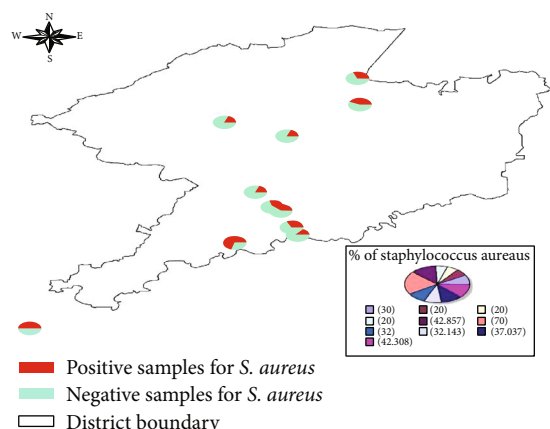 N
W E
S
% of staphylococcus aureaus
(30) (20) (20)
(20) (42.857) (70)
(32) (32.143) (37.037)
(42.308)
Positive samples for S. aureus
Negative samples for S. aureus
District boundary